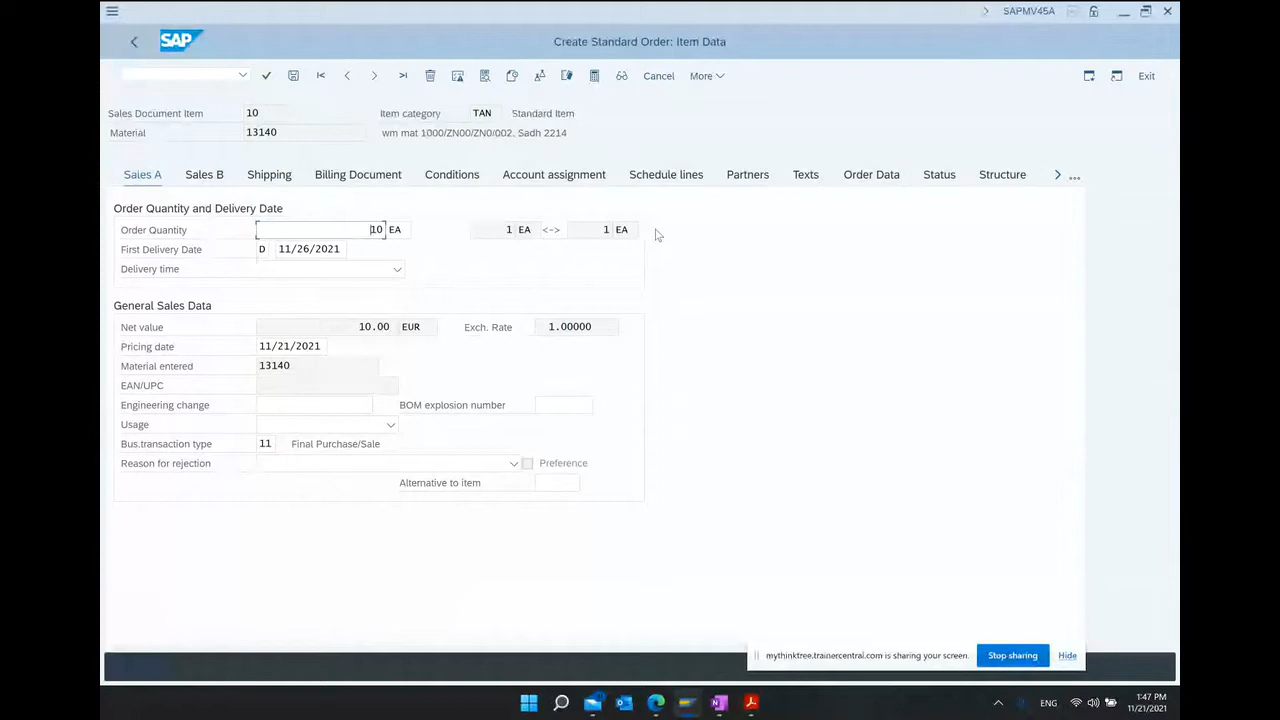 SAPMV45A
SAP Create Standard Order: Item Data
Cancel More Exit
Sales Document Item 10 Item category TAN Standard Item
Material 13140 wm mat 1000/ZN00/ZN0/002, Sadh 2214
Sales A Sales B Shipping Billing Document Conditions Account assignment Schedule lines Partners Texts Order Data Status Structure ...
Order Quantity and Delivery Date
Order Quantity 10 EA 1 EA <-> 1 EA
First Delivery Date D 11/26/2021
Delivery time
General Sales Data
Net value 10.00 EUR Exch. Rate 1.00000
Pricing date 11/21/2021
Material entered 13140
EAN/UPC
Engineering change BOM explosion number
Usage
Bus.transaction type 11 Final Purchase/Sale
Reason for rejection Preference
Alternative to item
mythinktree.trainercentral.com is sharing your screen. Stop sharing Hide
ENG 1:47 PM
11/21/2021